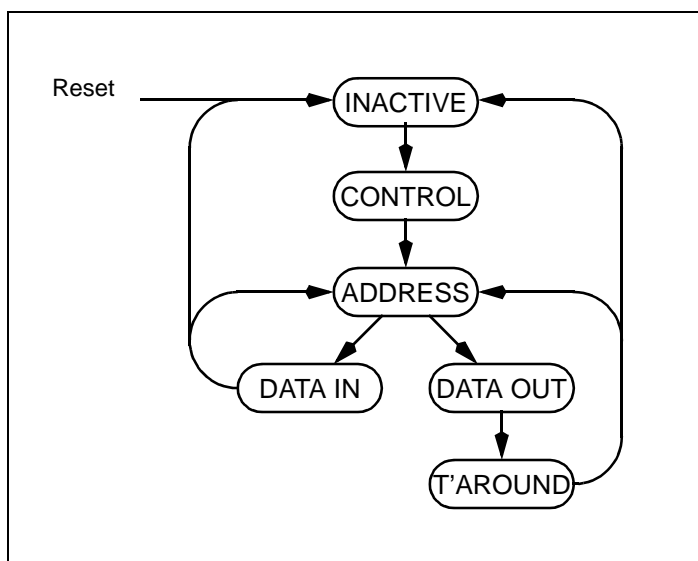 Reset
INACTIVE
CONTROL
ADDRESS
DATA IN
DATA OUT
T'AROUND